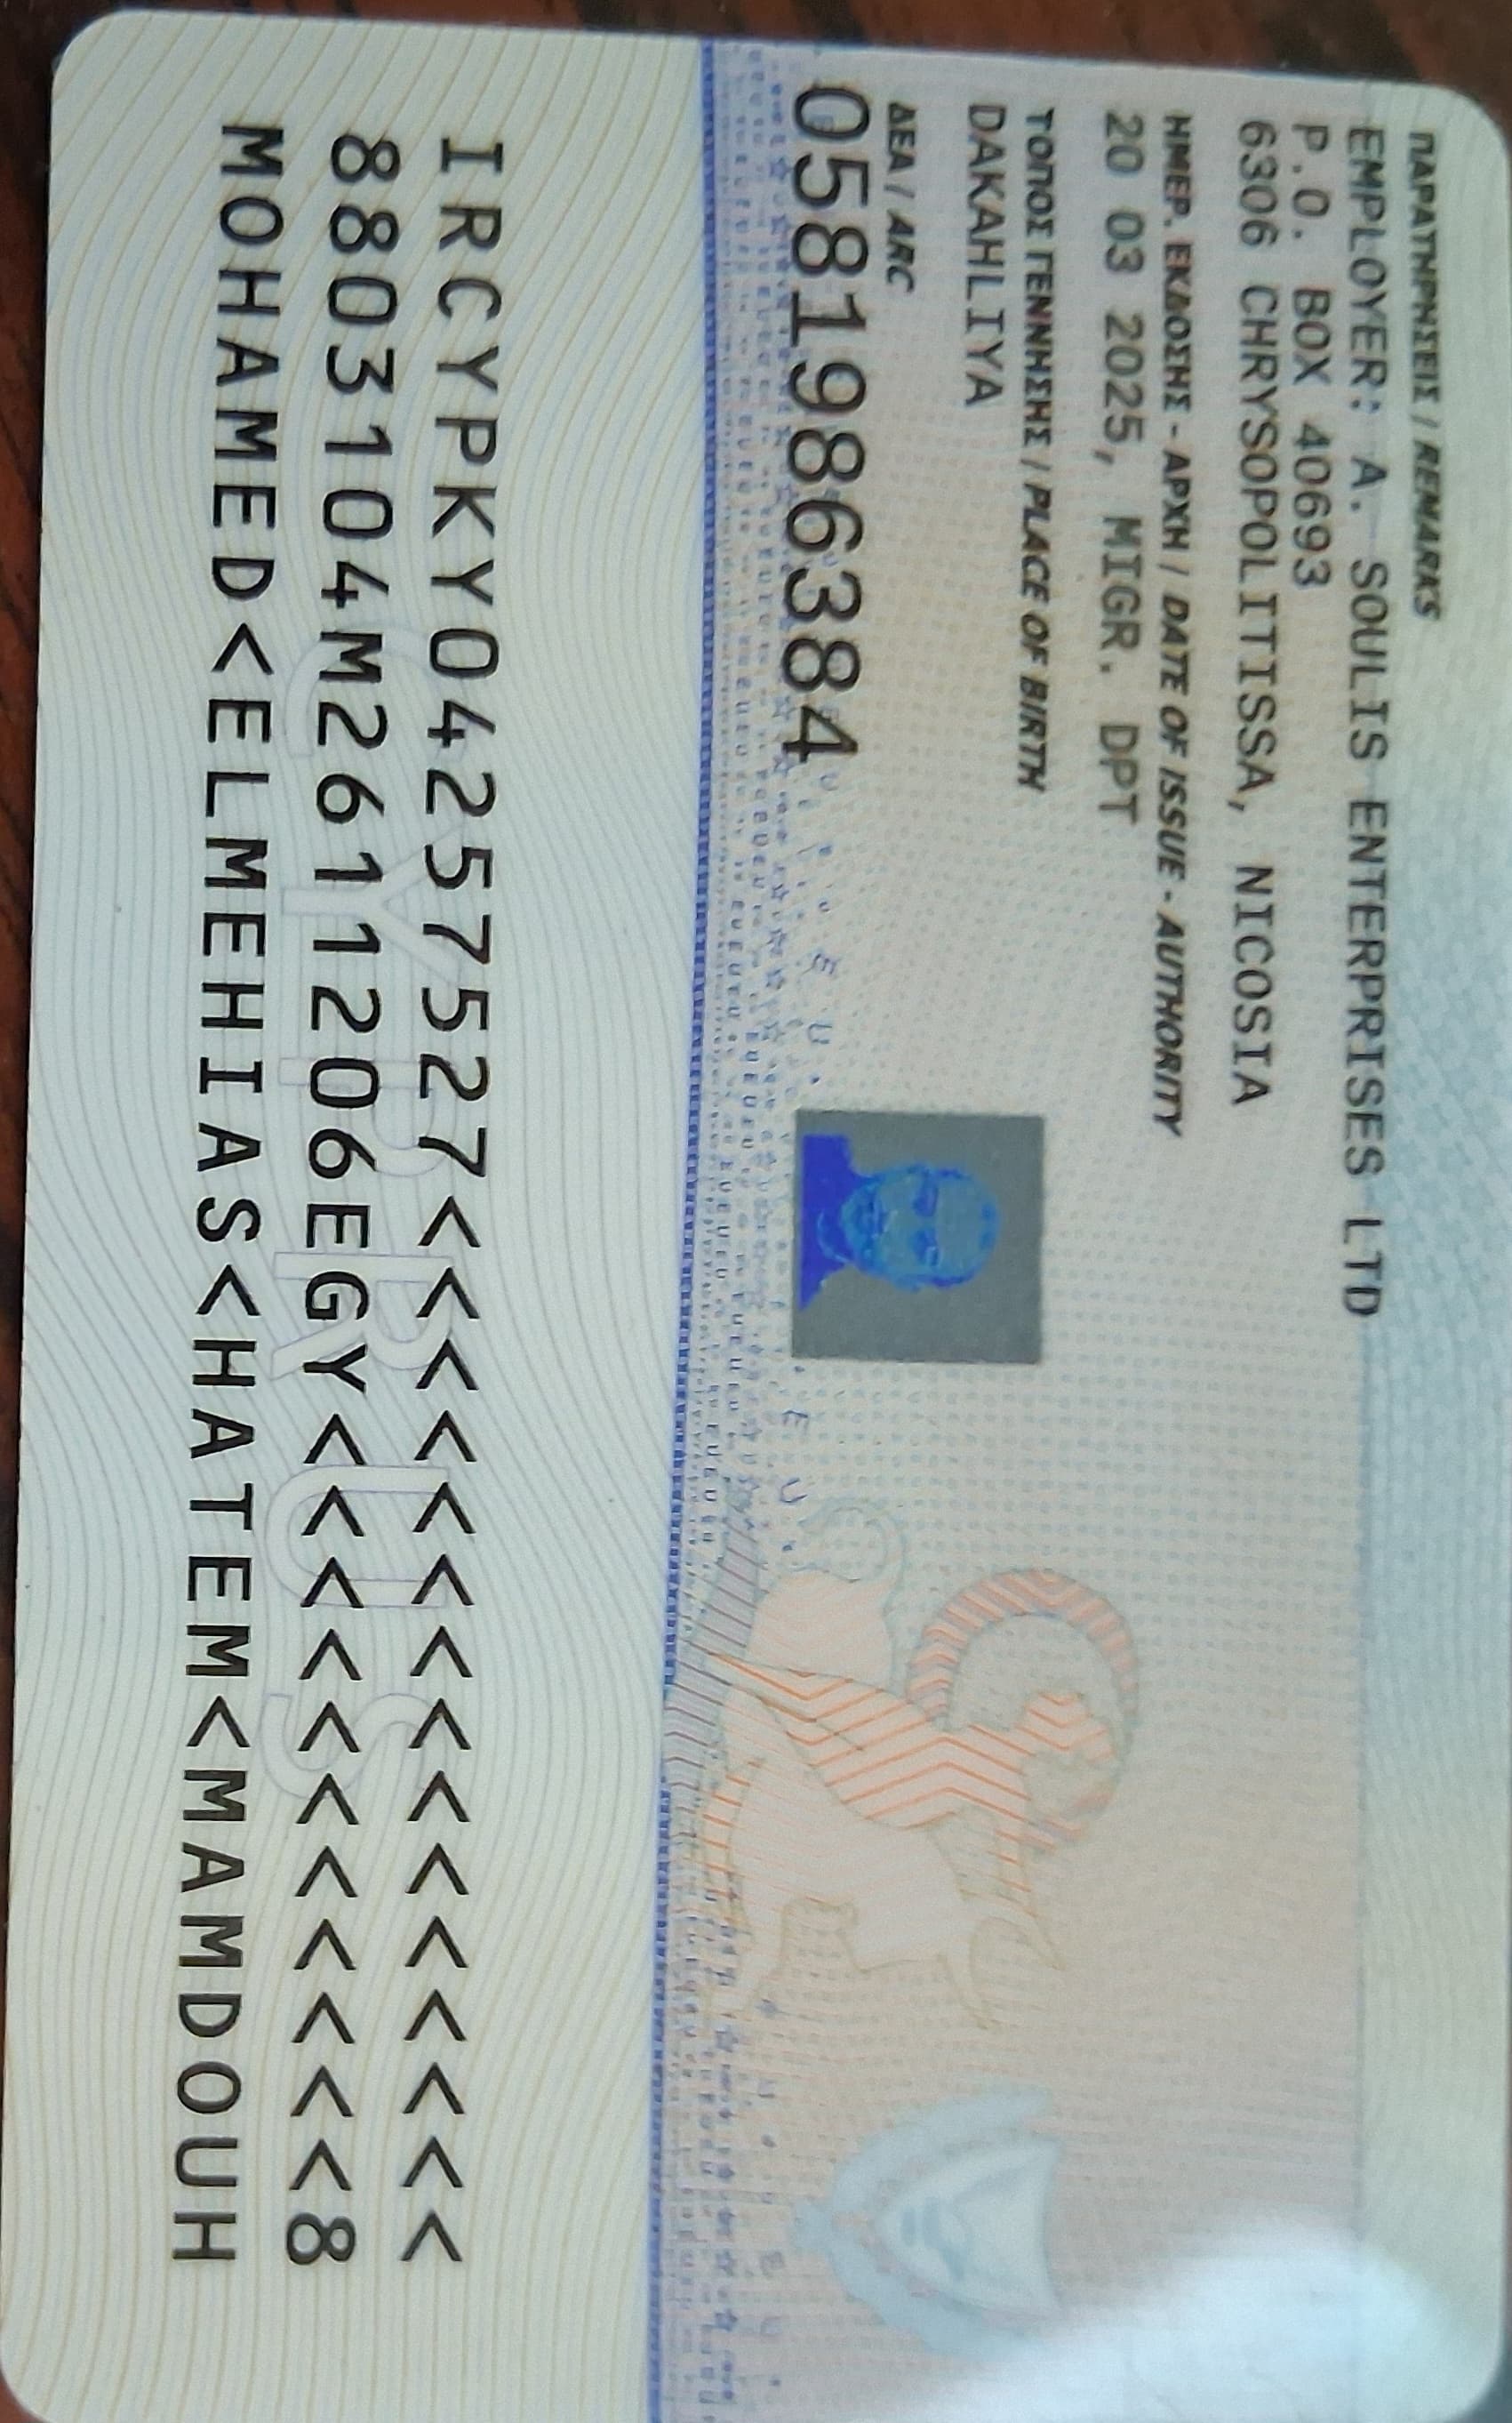 ΠΑΡΑΤΗΡΗΣΕΙΣ / REMARKS
EMPLOYER: A. SOULIS ENTERPRISES LTD
P.O. BOX 40693
6306 CHRYSOPOLITISSA, NICOSIA
ΗΜΕΡ. ΕΚΔΟΣΗΣ - ΑΡΧΗ / DATE OF ISSUE - AUTHORITY
20 03 2025, MIGR. DPT
ΤΟΠΟΣ ΓΕΝΝΗΣΗΣ / PLACE OF BIRTH
DAKAHLIYA
ΔΕΑ / ARC
0581986384
CYPRUS
IRCYPKY042575527<<<<<<<<<<<<<<
8803104M2611206EGY<<<<<<<<<<<8
MOHAMED<ELMEHIAS<HATEM<MAMDOUH